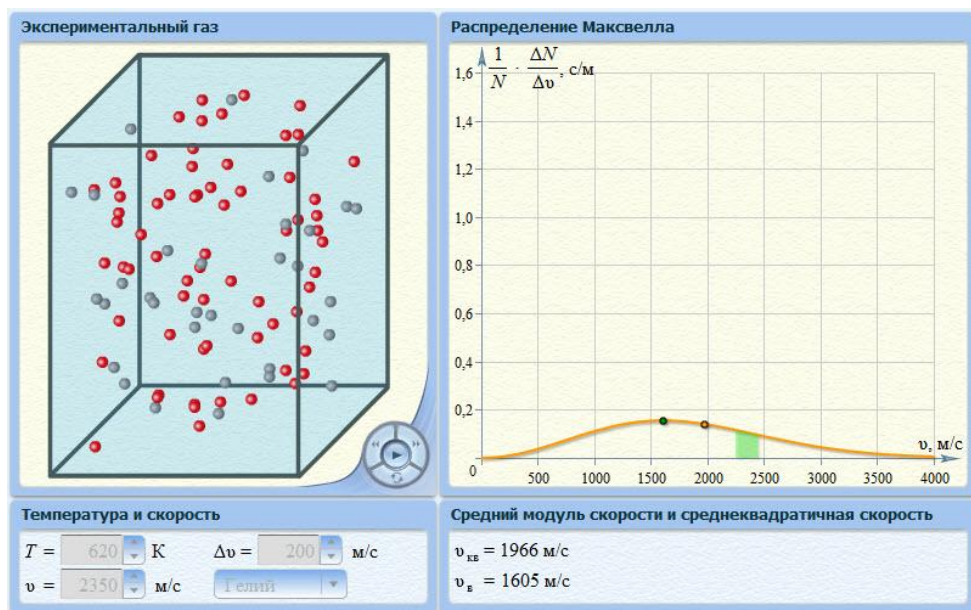 Экспериментальный газ
T = 620 К Δυ = 200 м/с
Температура и скорость
υ = 2350 м/с Гелий
Распределение Максвелла
1/N · ΔN/Δυ, с/м
1,6
1,4
1,2
1,0
0,8
0,6
0,4
0,2
υ, м/с
0 500 1000 1500 2000 2500 3000 3500 4000
Средний модуль скорости и среднеквадратичная скорость
υкв = 1966 м/с
υв = 1605 м/с